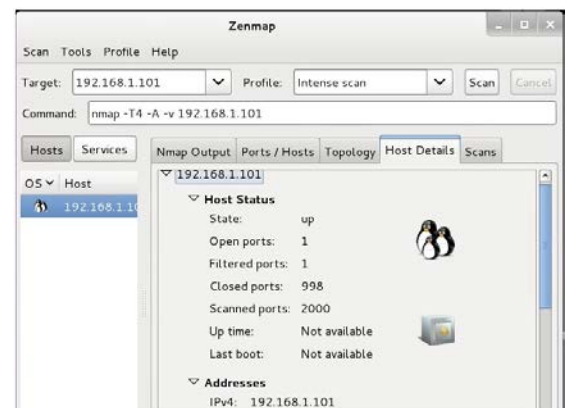 Zenmap
Scan Tools Profile Help
Target: 192.168.1.101 Profile: Intense scan Scan Cancel
Command: nmap -T4 -A -v 192.168.1.101
Hosts Services
Nmap Output Ports / Hosts Topology Host Details Scans
OS Host
192.168.1.10
192.168.1.101
Host Status
State: up
Open ports: 1
Filtered ports: 1
Closed ports: 998
Scanned ports: 2000
Up time: Not available
Last boot: Not available
Addresses
IPv4: 192.168.1.101